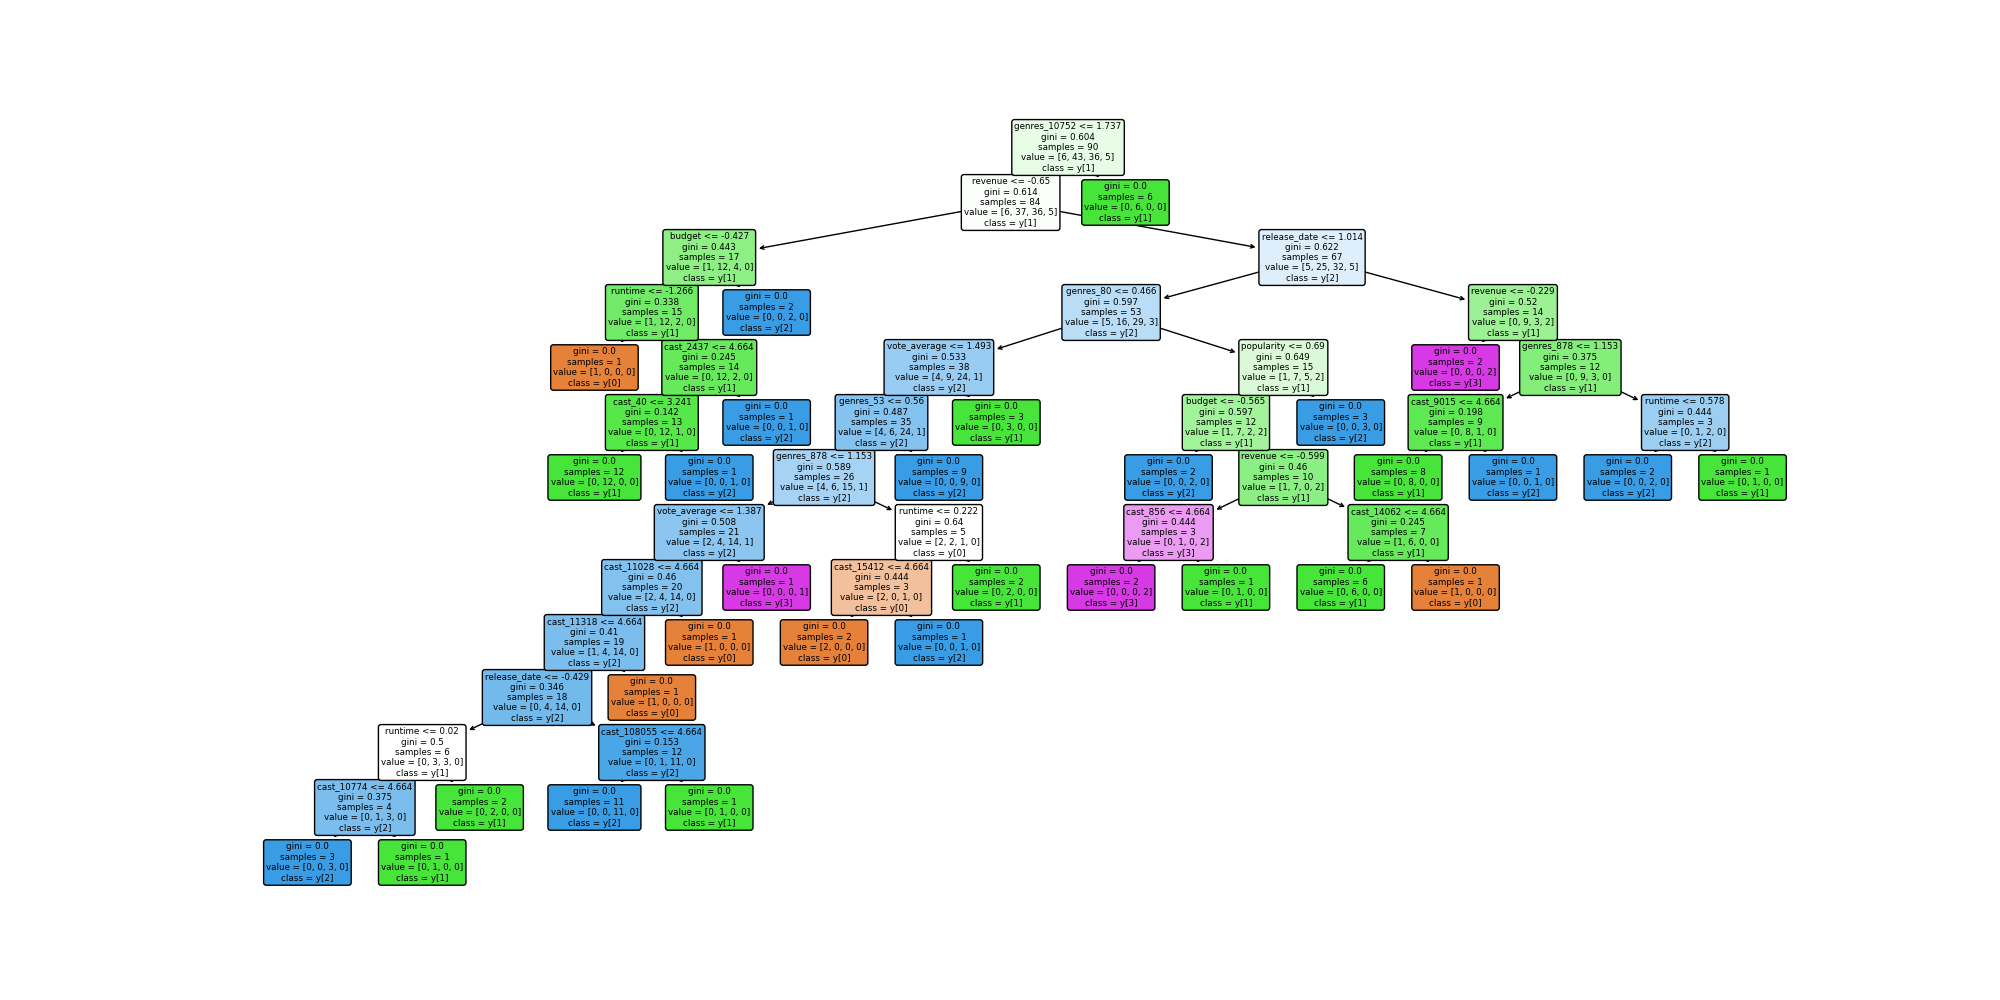 genres_10752 <= 1.737
gini = 0.604
samples = 90
value = [6, 43, 36, 5]
class = y[1]
revenue <= -0.65
gini = 0.614
samples = 84
value = [6, 37, 36, 5]
class = y[1]
gini = 0.0
samples = 6
value = [0, 6, 0, 0]
class = y[1]
budget <= -0.427
gini = 0.443
samples = 17
value = [1, 12, 4, 0]
class = y[1]
release_date <= 1.014
gini = 0.622
samples = 67
value = [5, 25, 32, 5]
class = y[2]
runtime <= -1.266
gini = 0.338
samples = 15
value = [1, 12, 2, 0]
class = y[1]
gini = 0.0
samples = 2
value = [0, 0, 2, 0]
class = y[2]
genres_80 <= 0.466
gini = 0.597
samples = 53
value = [5, 16, 29, 3]
class = y[2]
revenue <= -0.229
gini = 0.52
samples = 14
value = [0, 9, 3, 2]
class = y[1]
gini = 0.0
samples = 1
value = [1, 0, 0, 0]
class = y[0]
cast_2437 <= 4.664
gini = 0.245
samples = 14
value = [0, 12, 2, 0]
class = y[1]
vote_average <= 1.493
gini = 0.533
samples = 38
value = [4, 9, 24, 1]
class = y[2]
popularity <= 0.69
gini = 0.649
samples = 15
value = [1, 7, 5, 2]
class = y[1]
gini = 0.0
samples = 2
value = [0, 0, 0, 2]
class = y[3]
genres_878 <= 1.153
gini = 0.375
samples = 12
value = [0, 9, 3, 0]
class = y[1]
cast_40 <= 3.241
gini = 0.142
samples = 13
value = [0, 12, 1, 0]
class = y[1]
gini = 0.0
samples = 1
value = [0, 0, 1, 0]
class = y[2]
genres_53 <= 0.56
gini = 0.487
samples = 35
value = [4, 6, 24, 1]
class = y[2]
gini = 0.0
samples = 3
value = [0, 3, 0, 0]
class = y[1]
budget <= -0.565
gini = 0.597
samples = 12
value = [1, 7, 2, 2]
class = y[1]
gini = 0.0
samples = 3
value = [0, 0, 3, 0]
class = y[2]
cast_9015 <= 4.664
gini = 0.198
samples = 9
value = [0, 8, 1, 0]
class = y[1]
runtime <= 0.578
gini = 0.444
samples = 3
value = [0, 1, 2, 0]
class = y[2]
gini = 0.0
samples = 12
value = [0, 12, 0, 0]
class = y[1]
gini = 0.0
samples = 1
value = [0, 0, 1, 0]
class = y[2]
genres_878 <= 1.153
gini = 0.589
samples = 26
value = [4, 6, 15, 1]
class = y[2]
gini = 0.0
samples = 9
value = [0, 0, 9, 0]
class = y[2]
gini = 0.0
samples = 2
value = [0, 0, 2, 0]
class = y[2]
revenue <= -0.599
gini = 0.46
samples = 10
value = [1, 7, 0, 2]
class = y[1]
gini = 0.0
samples = 8
value = [0, 8, 0, 0]
class = y[1]
gini = 0.0
samples = 1
value = [0, 0, 1, 0]
class = y[2]
gini = 0.0
samples = 2
value = [0, 0, 2, 0]
class = y[2]
gini = 0.0
samples = 1
value = [0, 1, 0, 0]
class = y[1]
vote_average <= 1.387
gini = 0.508
samples = 21
value = [2, 4, 14, 1]
class = y[2]
runtime <= 0.222
gini = 0.64
samples = 5
value = [2, 2, 1, 0]
class = y[0]
cast_856 <= 4.664
gini = 0.444
samples = 3
value = [0, 1, 0, 2]
class = y[3]
cast_14062 <= 4.664
gini = 0.245
samples = 7
value = [1, 6, 0, 0]
class = y[1]
cast_11028 <= 4.664
gini = 0.46
samples = 20
value = [2, 4, 14, 0]
class = y[2]
gini = 0.0
samples = 1
value = [0, 0, 0, 1]
class = y[3]
cast_15412 <= 4.664
gini = 0.444
samples = 3
value = [2, 0, 1, 0]
class = y[0]
gini = 0.0
samples = 2
value = [0, 2, 0, 0]
class = y[1]
gini = 0.0
samples = 2
value = [0, 0, 0, 2]
class = y[3]
gini = 0.0
samples = 1
value = [0, 1, 0, 0]
class = y[1]
gini = 0.0
samples = 6
value = [0, 6, 0, 0]
class = y[1]
gini = 0.0
samples = 1
value = [1, 0, 0, 0]
class = y[0]
cast_11318 <= 4.664
gini = 0.41
samples = 19
value = [1, 4, 14, 0]
class = y[2]
gini = 0.0
samples = 1
value = [1, 0, 0, 0]
class = y[0]
gini = 0.0
samples = 2
value = [2, 0, 0, 0]
class = y[0]
gini = 0.0
samples = 1
value = [0, 0, 1, 0]
class = y[2]
release_date <= -0.429
gini = 0.346
samples = 18
value = [0, 4, 14, 0]
class = y[2]
gini = 0.0
samples = 1
value = [1, 0, 0, 0]
class = y[0]
runtime <= 0.02
gini = 0.5
samples = 6
value = [0, 3, 3, 0]
class = y[1]
cast_108055 <= 4.664
gini = 0.153
samples = 12
value = [0, 1, 11, 0]
class = y[2]
cast_10774 <= 4.664
gini = 0.375
samples = 4
value = [0, 1, 3, 0]
class = y[2]
gini = 0.0
samples = 2
value = [0, 2, 0, 0]
class = y[1]
gini = 0.0
samples = 11
value = [0, 0, 11, 0]
class = y[2]
gini = 0.0
samples = 1
value = [0, 1, 0, 0]
class = y[1]
gini = 0.0
samples = 3
value = [0, 0, 3, 0]
class = y[2]
gini = 0.0
samples = 1
value = [0, 1, 0, 0]
class = y[1]